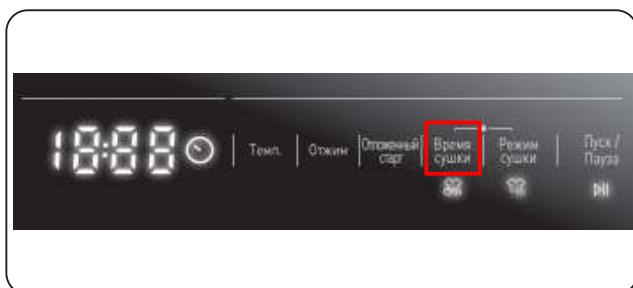 18:88
Темп.
Отжим
Отложенный
старт
Время
сушки
Режим
сушки
Пуск /
Пауза